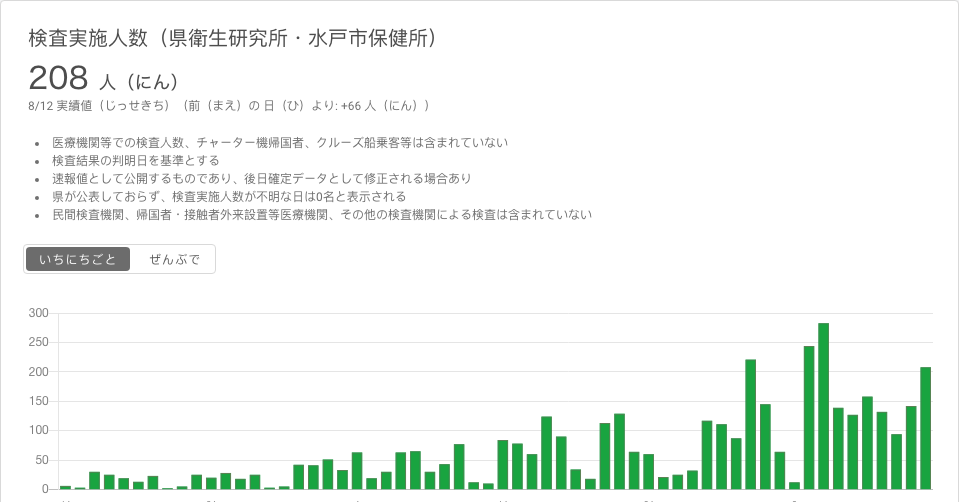 検査実施人数（県衛生研究所・水戸市保健所）
208 人（にん）
8/12 実績値（じっせきち）（前（まえ）の 日（ひ）より: +66 人（にん））
医療機関等での検査人数、チャーター機帰国者、クルーズ船乗客等は含まれていない
検査結果の判明日を基準とする
速報値として公開するものであり、後日確定データとして修正される場合あり
県が公表しておらず、検査実施人数が不明な日は0名と表示される
民間検査機関、帰国者・接触者外来設置等医療機関、その他の検査機関による検査は含まれていない
いちにちごと ぜんぶで
300
250
200
150
100
50
0